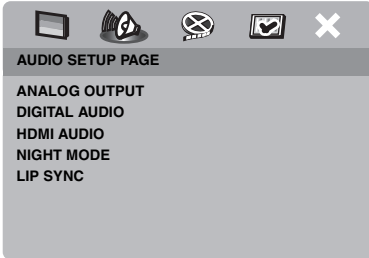 AUDIO SETUP PAGE
ANALOG OUTPUT
DIGITAL AUDIO
HDMI AUDIO
NIGHT MODE
LIP SYNC